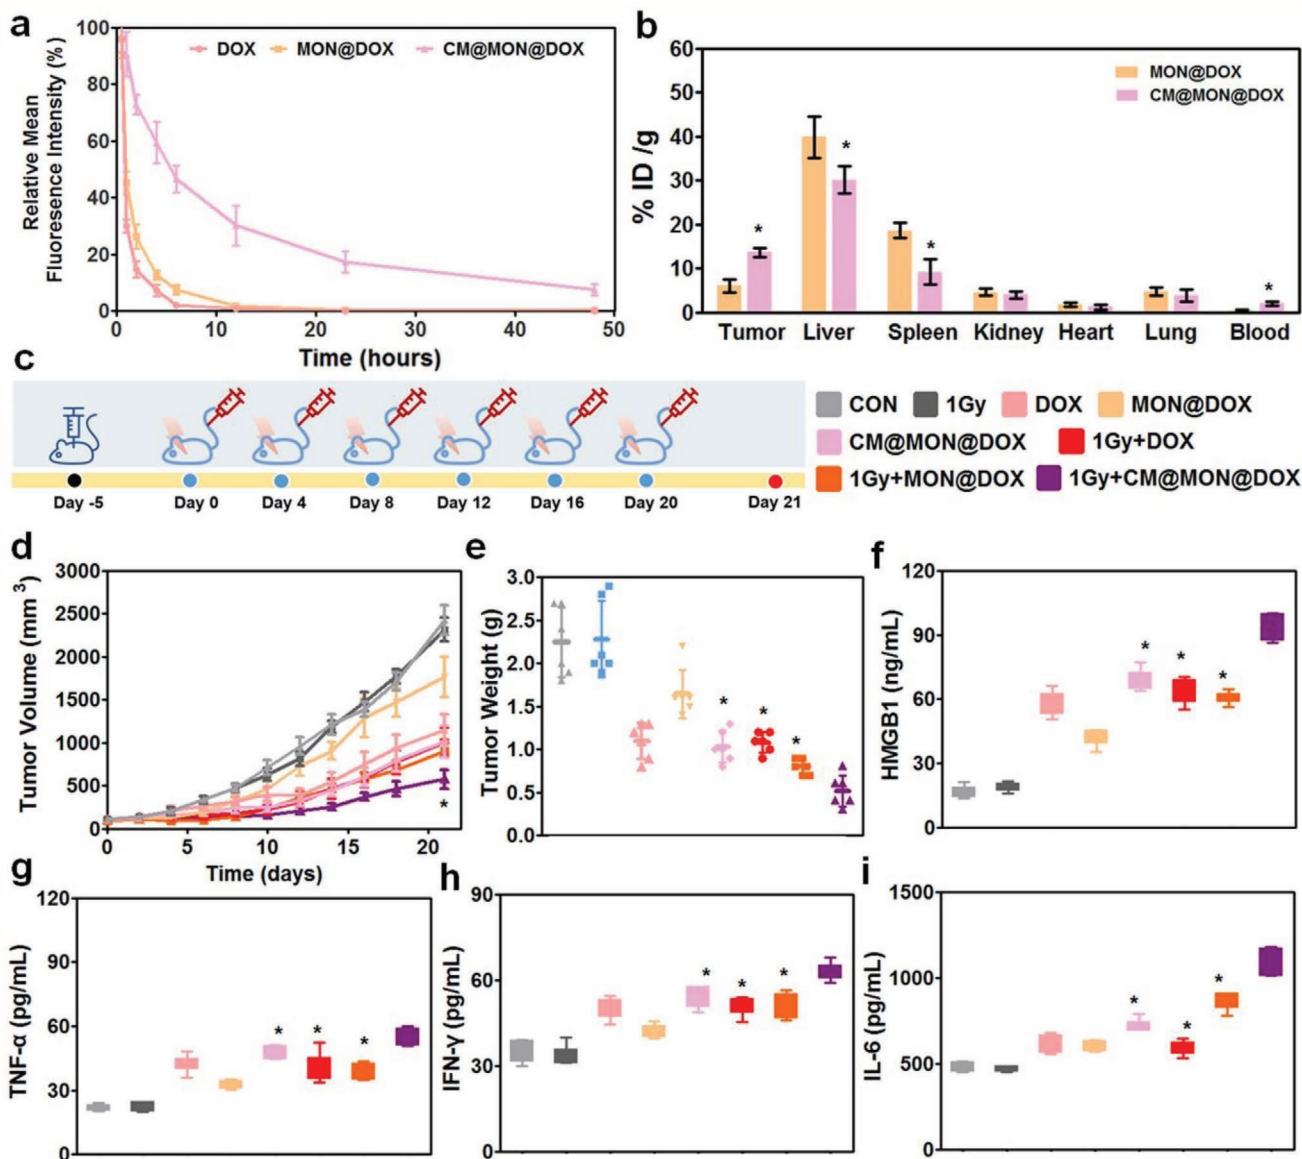 a
100
80
60
40
20
0
Relative Mean
Fluoresence Intensity (%)
DOX MON@DOX CM@MON@DOX
0 10 20 30 40 50
Time (hours)
b
60
50
40
30
20
10
0
% ID /g
MON@DOX
CM@MON@DOX
* * * *
Tumor Liver Spleen Kidney Heart Lung Blood
c
Day -5 Day 0 Day 4 Day 8 Day 12 Day 16 Day 20 Day 21
CON 1Gy DOX MON@DOX
CM@MON@DOX 1Gy+DOX
1Gy+MON@DOX 1Gy+CM@MON@DOX
d
3000
2500
2000
1500
1000
500
0
Tumor Volume (mm 3)
*
0 5 10 15 20
Time (days)
e
3.0
2.5
2.0
1.5
1.0
0.5
0.0
Tumor Weight (g)
* * *
f
120
90
60
30
0
HMGB1 (ng/mL)
* * *
g
120
90
60
30
0
TNF-α (pg/mL)
* * *
h
90
60
30
0
IFN-γ (pg/mL)
* * *
i
1500
1000
500
0
IL-6 (pg/mL)
* * *